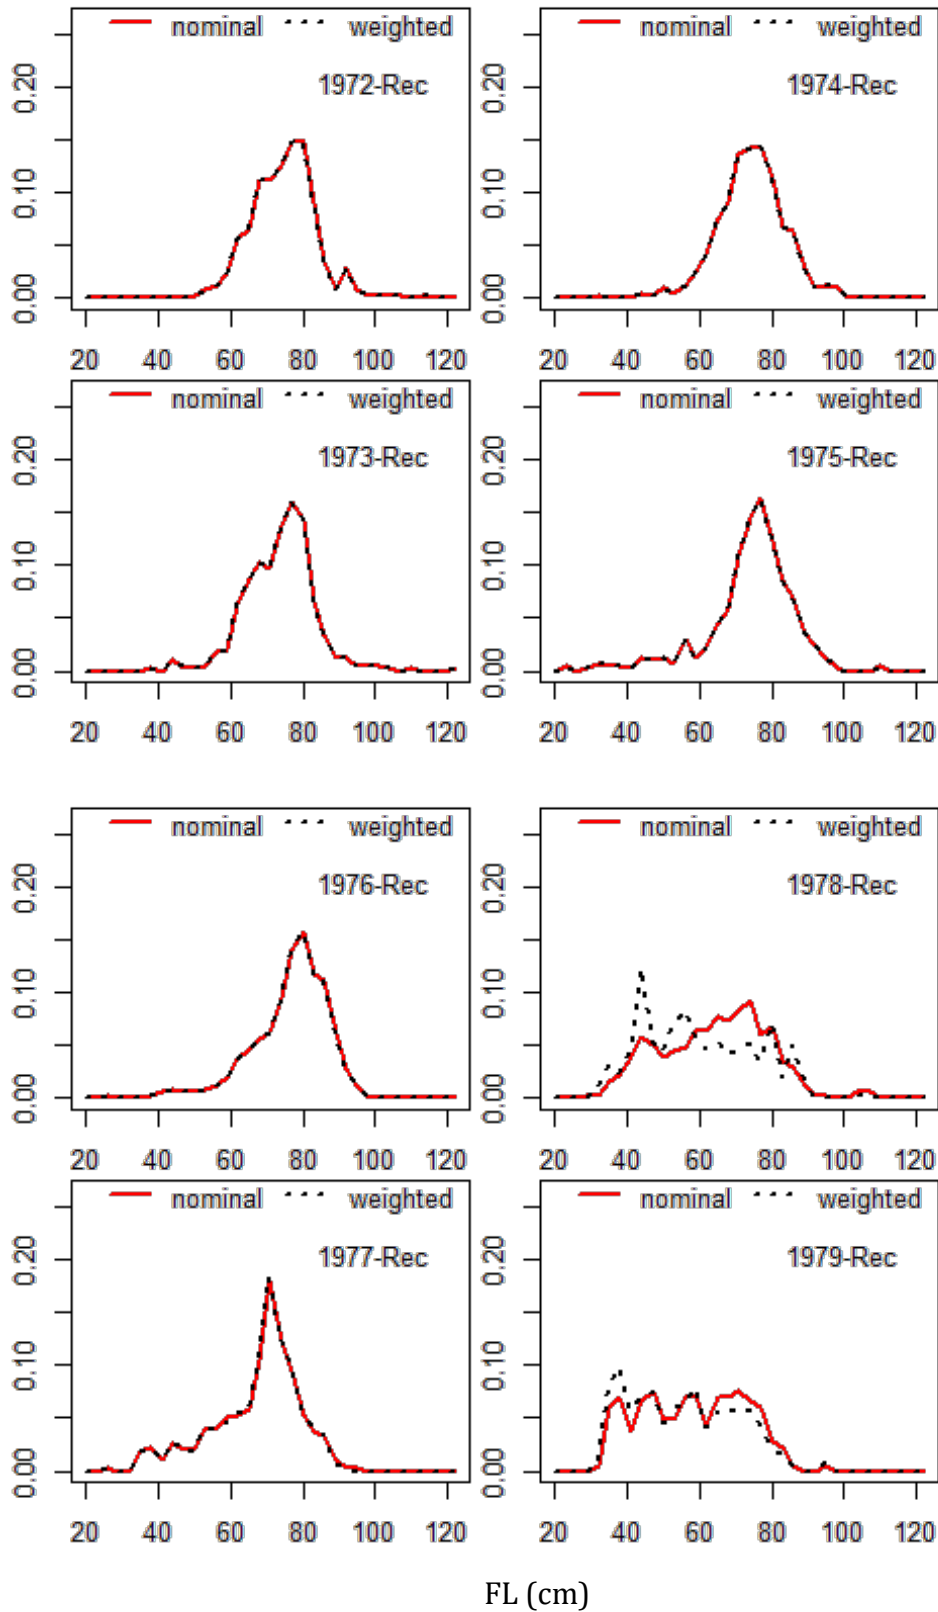 nominal weighted nominal weighted
1972-Rec 1974-Rec
0.00 0.10 0.20 0.00 0.10 0.20
20 40 60 80 100 120 20 40 60 80 100 120
nominal weighted nominal weighted
1973-Rec 1975-Rec
0.00 0.10 0.20 0.00 0.10 0.20
20 40 60 80 100 120 20 40 60 80 100 120
nominal weighted nominal weighted
1976-Rec 1978-Rec
0.00 0.10 0.20 0.00 0.10 0.20
20 40 60 80 100 120 20 40 60 80 100 120
nominal weighted nominal weighted
1977-Rec 1979-Rec
0.00 0.10 0.20 0.00 0.10 0.20
20 40 60 80 100 120 20 40 60 80 100 120
FL (cm)